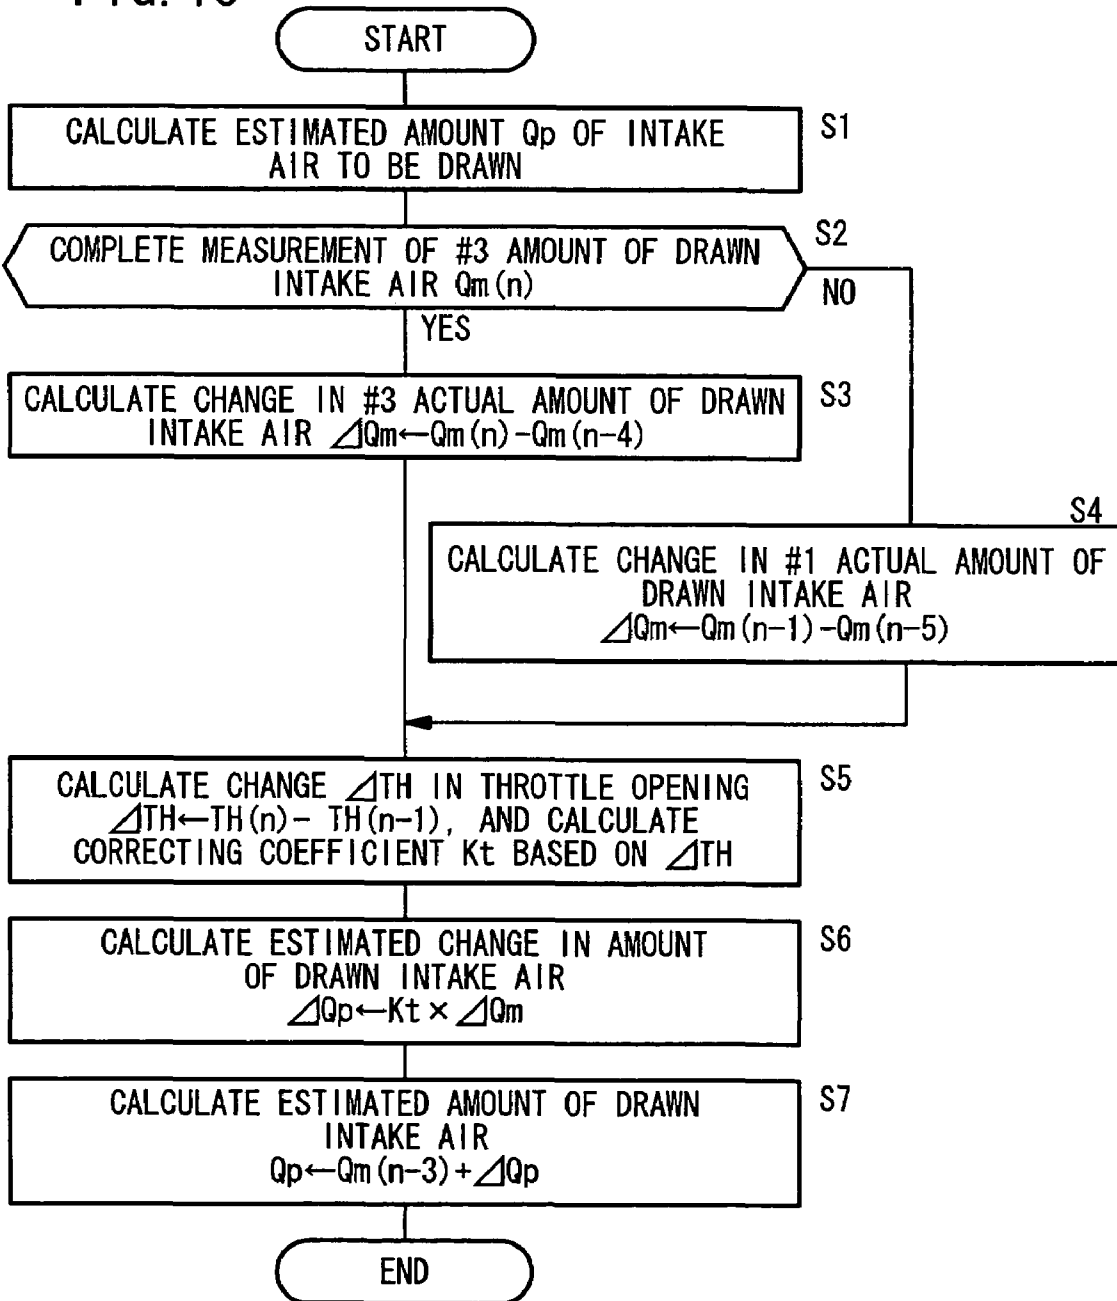 START
CALCULATE ESTIMATED AMOUNT Qp OF INTAKE
AIR TO BE DRAWN
S1
COMPLETE MEASUREMENT OF #3 AMOUNT OF DRAWN
INTAKE AIR Qm(n)
S2
NO
YES
CALCULATE CHANGE IN #3 ACTUAL AMOUNT OF DRAWN
INTAKE AIR ⊿Qm←Qm(n)-Qm(n-4)
S3
S4
CALCULATE CHANGE IN #1 ACTUAL AMOUNT OF
DRAWN INTAKE AIR
⊿Qm←Qm(n-1)-Qm(n-5)
CALCULATE CHANGE ⊿TH IN THROTTLE OPENING
⊿TH←TH(n)- TH(n-1), AND CALCULATE
CORRECTING COEFFICIENT Kt BASED ON ⊿TH
S5
CALCULATE ESTIMATED CHANGE IN AMOUNT
OF DRAWN INTAKE AIR
⊿Qp←Kt × ⊿Qm
S6
CALCULATE ESTIMATED AMOUNT OF DRAWN
INTAKE AIR
Qp←Qm(n-3)+⊿Qp
S7
END